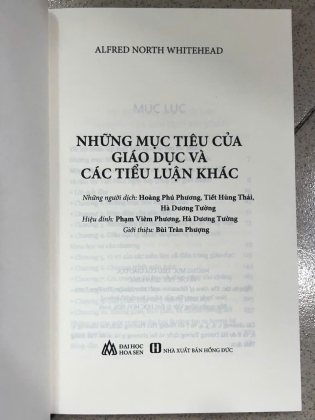 ALFRED NORTH WHITEHEAD
MỤC LỤC
NHỮNG MỤC TIÊU CỦA
GIÁO DỤC VÀ
CÁC TIỂU LUẬN KHÁC
Những người dịch: Hoàng Phú Phương, Tiết Hùng Thái,
Hà Dương Tường
Hiệu đính: Phạm Viêm Phương, Hà Dương Tường
Giới thiệu: Bùi Trân Phượng
ĐẠI HỌC
HOA SEN
NHÀ XUẤT BẢN HỒNG ĐỨC